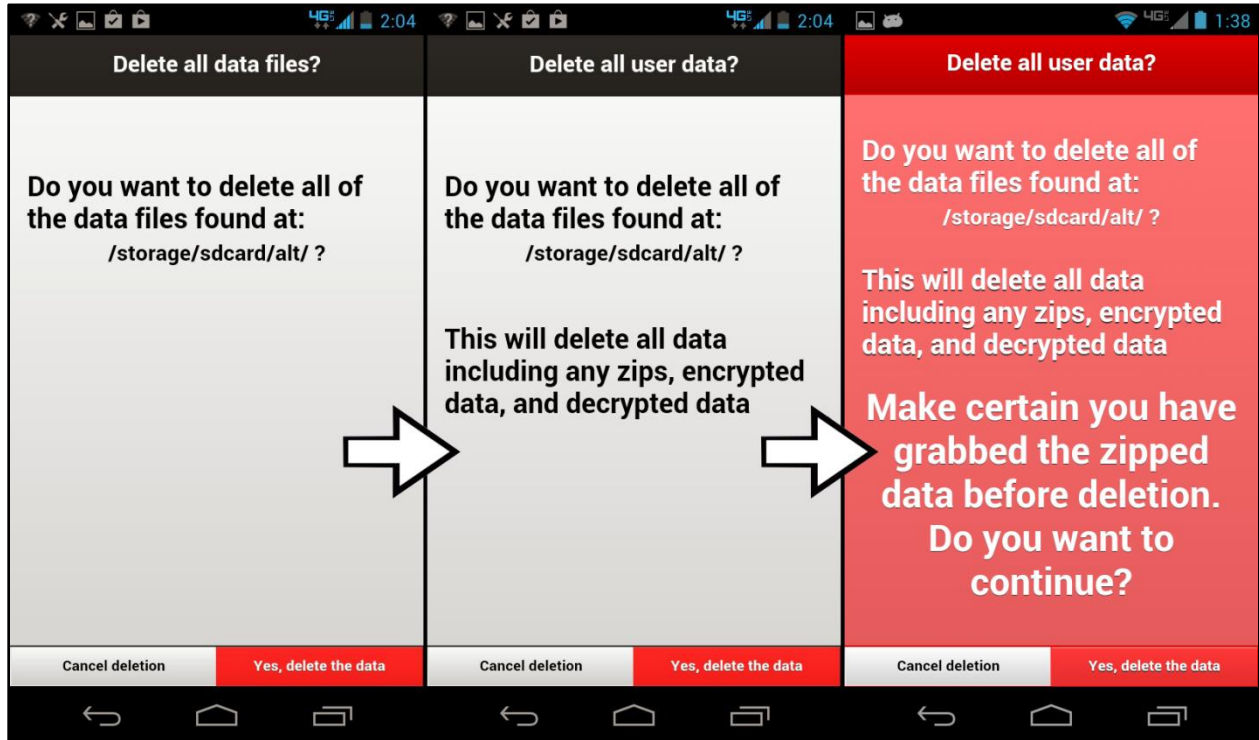 4G 2:04
Delete all data files?
Do you want to delete all of
the data files found at:
/storage/sdcard/alt/ ?
Cancel deletion
Yes, delete the data
4G 2:04
Delete all user data?
Do you want to delete all of
the data files found at:
/storage/sdcard/alt/ ?
This will delete all data
including any zips, encrypted
data, and decrypted data
Cancel deletion
Yes, delete the data
4G 1:38
Delete all user data?
Do you want to delete all of
the data files found at:
/storage/sdcard/alt/ ?
This will delete all data
including any zips, encrypted
data, and decrypted data
Make certain you have
grabbed the zipped
data before deletion.
Do you want to
continue?
Cancel deletion
Yes, delete the data